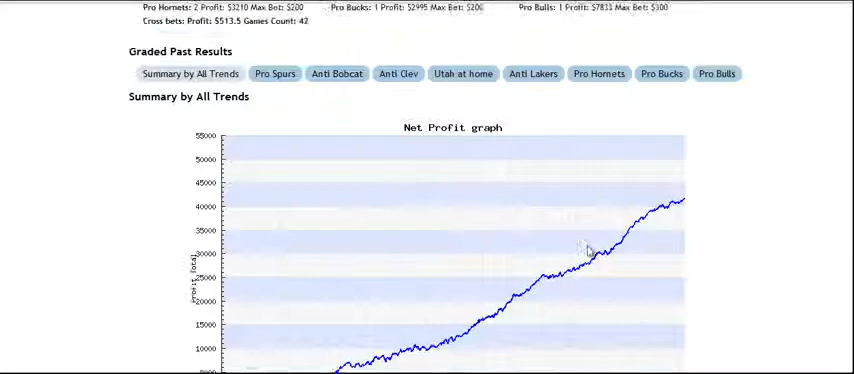 Pro Hornets: 2 Profit: $3210 Max Bet: $200 Pro Bucks: 1 Profit: $2995 Max Bet: $200 Pro Bulls: 1 Profit: $7833 Max Bet: $300
Cross bets: Profit: $513.5 Games Count: 42
Graded Past Results
Summary by All Trends Pro Spurs Anti Bobcat Anti Clev Utah at home Anti Lakers Pro Hornets Pro Bucks Pro Bulls
Summary by All Trends
Net Profit graph
55000
50000
45000
40000
35000
30000
25000
20000
15000
10000
Profit Total